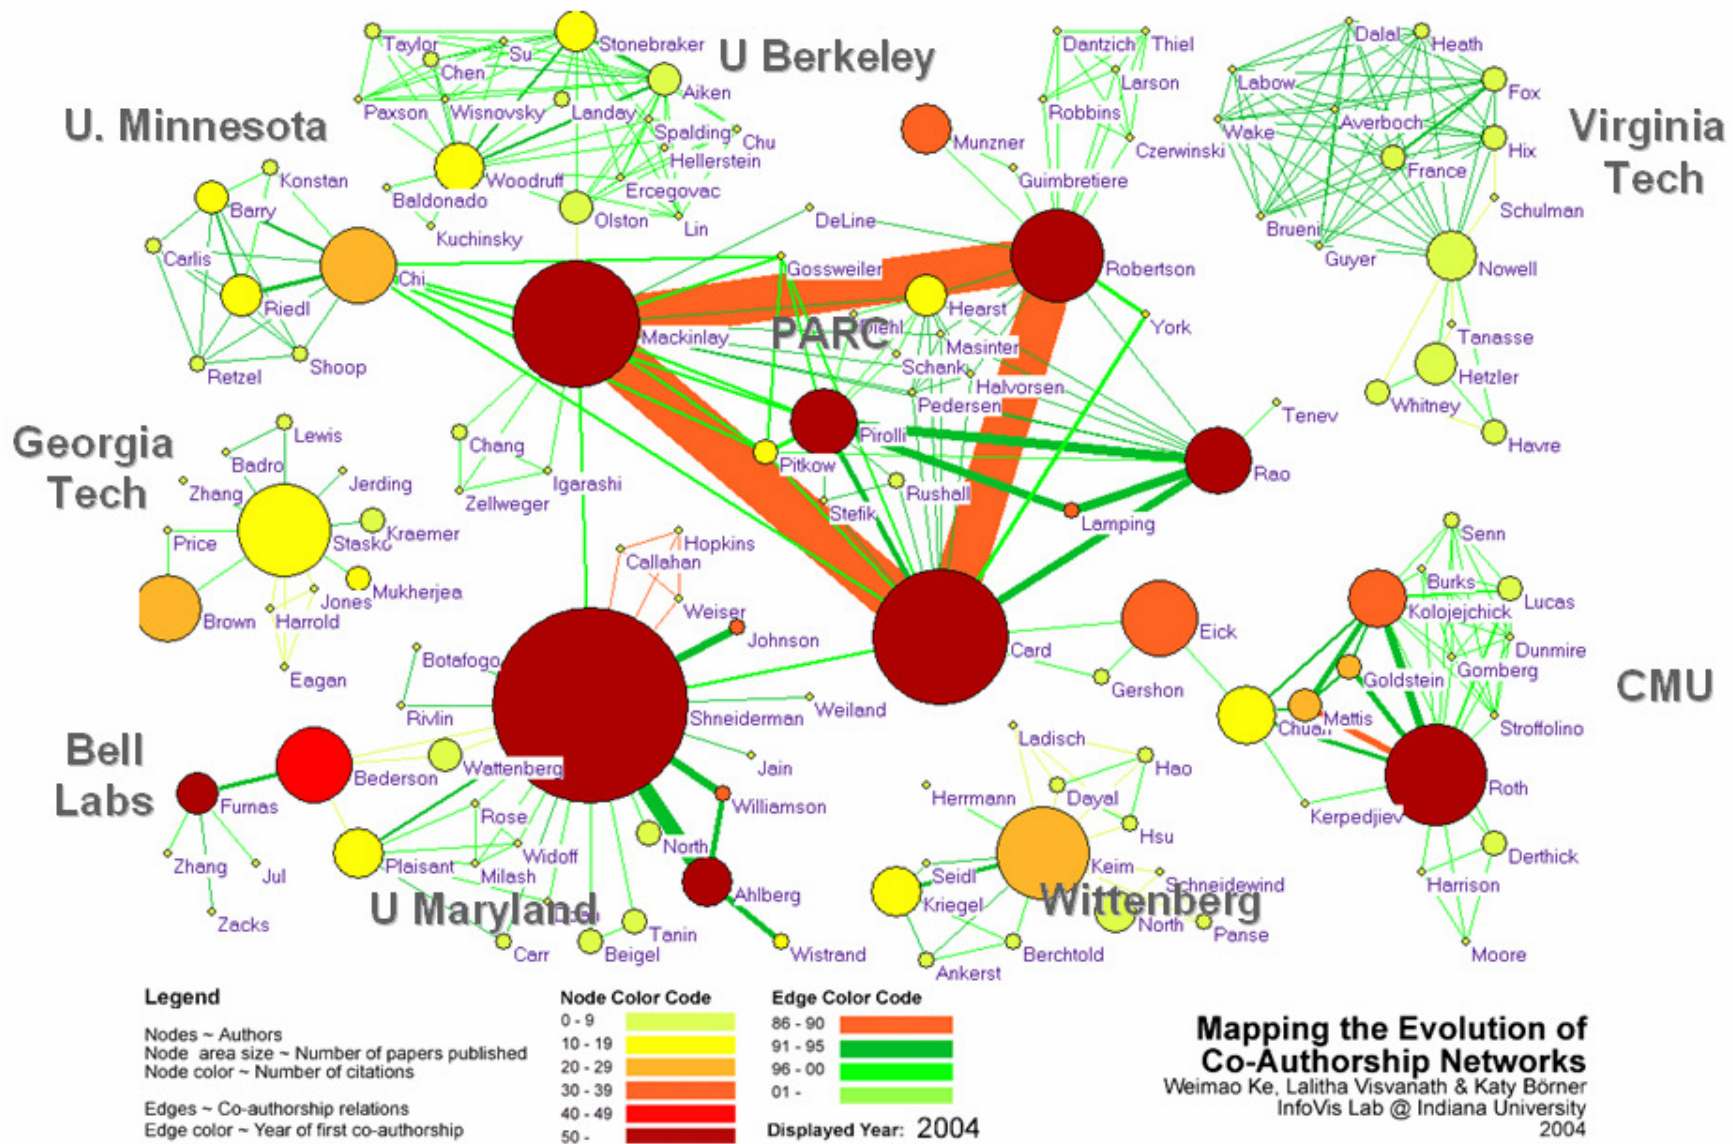 U Berkeley
Taylor
Su
Stonebraker
Chen
Aiken
Paxson
Wisnovsky
Landay
Spalding
Chu
Hellerstein
Woodruff
Ercegovac
Baldonado
Olston
Lin
Kuchinsky
Dantzich
Thiel
Larson
Robbins
Czerwinski
Munzner
Guimbretiere
Virginia
Tech
Dalal
Heath
Labow
Fox
Wake
Averboch
Hix
France
Schulman
Brueni
Guyer
Nowell
Tanasse
Hetzler
Whitney
Havre
U. Minnesota
Konstan
Barry
Carlis
Chi
Riedl
Retzel
Shoop
PARC
DeLine
Gossweiler
Robertson
Mackinlay
Diehl
Hearst
York
Masinter
Schank
Halvorsen
Pedersen
Tenev
Chang
Pirolli
Pitkow
Rao
Igarashi
Rushall
Zellweger
Stefik
Lamping
Georgia
Tech
Lewis
Badro
Zhang
Jerding
Kraemer
Price
Stasko
Mukherjea
Jones
Brown
Harrold
Eagan
Hopkins
Callahan
Weiser
Johnson
Card
Eick
Gershon
Botafogo
Rivlin
Shneiderman
Weiland
CMU
Senn
Burks
Kolojejchick
Lucas
Dunmire
Gomberg
Goldstein
Mattis
Chuah
Stroffolino
Roth
Kerpedjiev
Derthick
Harrison
Moore
Bell
Labs
Bederson
Wattenberg
Jain
Furnas
Williamson
Rose
North
Zhang
Jul
Plaisant
Widoff
Milash
Ahlberg
Zacks
U Maryland
Doan
Tanin
Carr
Beigel
Wistrand
Ladisch
Hao
Herrmann
Dayal
Hsu
Keim
Seidl
Schneidewind
Kriegel
Wittenberg
North
Panse
Berchtold
Ankerst
Legend
Nodes ~ Authors
Node area size ~ Number of papers published
Node color ~ Number of citations
Edges ~ Co-authorship relations
Edge color ~ Year of first co-authorship
Node Color Code
0 - 9
10 - 19
20 - 29
30 - 39
40 - 49
50 -
Edge Color Code
86 - 90
91 - 95
96 - 00
01 -
Displayed Year: 2004
Mapping the Evolution of
Co-Authorship Networks
Weimao Ke, Lalitha Visvanath & Katy Börner
InfoVis Lab @ Indiana University
2004